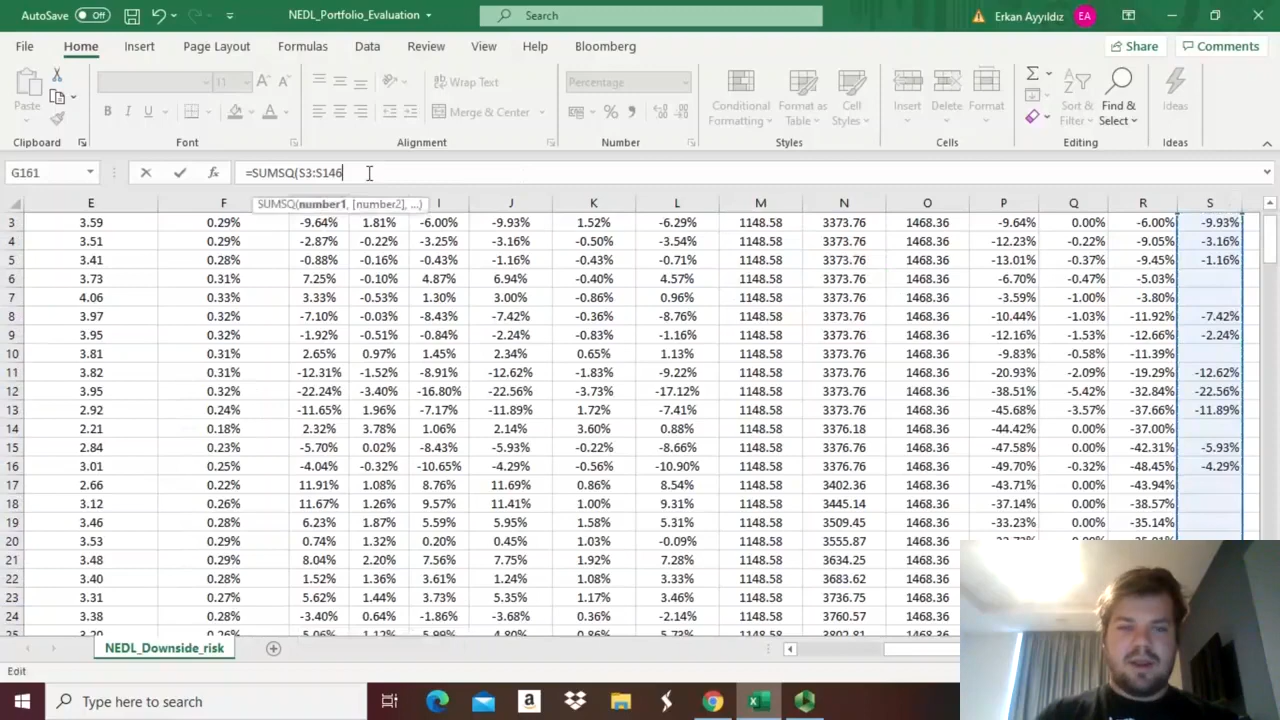 AutoSave Off NEDL_Portfolio_Evaluation Search Erkan Ayyıldız EA
File Home Insert Page Layout Formulas Data Review View Help Bloomberg Share Comments
Paste 11 A A Wrap Text Percentage Conditional Formatting Format as Table Cell Styles Insert Delete Format Sort & Filter Find & Select Ideas
B I U A Merge & Center % 
Clipboard Font Alignment Number Styles Cells Editing Ideas
G161 fx =SUMSQ(S3:S146
SUMSQ(number1, [number2], ...)
E F I J K L M N O P Q R S
3 3.59 0.29% -9.64% 1.81% -6.00% -9.93% 1.52% -6.29% 1148.58 3373.76 1468.36 -9.64% 0.00% -6.00% -9.93%
4 3.51 0.29% -2.87% -0.22% -3.25% -3.16% -0.50% -3.54% 1148.58 3373.76 1468.36 -12.23% -0.22% -9.05% -3.16%
5 3.41 0.28% -0.88% -0.16% -0.43% -1.16% -0.43% -0.71% 1148.58 3373.76 1468.36 -13.01% -0.37% -9.45% -1.16%
6 3.73 0.31% 7.25% -0.10% 4.87% 6.94% -0.40% 4.57% 1148.58 3373.76 1468.36 -6.70% -0.47% -5.03%
7 4.06 0.33% 3.33% -0.53% 1.30% 3.00% -0.86% 0.96% 1148.58 3373.76 1468.36 -3.59% -1.00% -3.80%
8 3.97 0.32% -7.10% -0.03% -8.43% -7.42% -0.36% -8.76% 1148.58 3373.76 1468.36 -10.44% -1.03% -11.92% -7.42%
9 3.95 0.32% -1.92% -0.51% -0.84% -2.24% -0.83% -1.16% 1148.58 3373.76 1468.36 -12.16% -1.53% -12.66% -2.24%
10 3.81 0.31% 2.65% 0.97% 1.45% 2.34% 0.65% 1.13% 1148.58 3373.76 1468.36 -9.83% -0.58% -11.39%
11 3.82 0.31% -12.31% -1.52% -8.91% -12.62% -1.83% -9.22% 1148.58 3373.76 1468.36 -20.93% -2.09% -19.29% -12.62%
12 3.95 0.32% -22.24% -3.40% -16.80% -22.56% -3.73% -17.12% 1148.58 3373.76 1468.36 -38.51% -5.42% -32.84% -22.56%
13 2.92 0.24% -11.65% 1.96% -7.17% -11.89% 1.72% -7.41% 1148.58 3373.76 1468.36 -45.68% -3.57% -37.66% -11.89%
14 2.21 0.18% 2.32% 3.78% 1.06% 2.14% 3.60% 0.88% 1148.58 3376.18 1468.36 -44.42% 0.00% -37.00%
15 2.84 0.23% -5.70% 0.02% -8.43% -5.93% -0.22% -8.66% 1148.58 3376.76 1468.36 -47.58% 0.00% -42.31% -5.93%
16 3.01 0.25% -4.04% -0.32% -10.65% -4.29% -0.56% -10.90% 1148.58 3376.76 1468.36 -49.70% -0.32% -48.45% -4.29%
17 2.66 0.22% 11.91% 1.08% 8.76% 11.69% 0.86% 8.54% 1148.58 3402.36 1468.36 -43.71% 0.00% -43.94%
18 3.12 0.26% 11.67% 1.26% 9.57% 11.41% 1.00% 9.31% 1148.58 3445.14 1468.36 -37.14% 0.00% -38.57%
19 3.46 0.28% 6.23% 1.87% 5.59% 5.95% 1.58% 5.31% 1148.58 3509.45 1468.36 -33.23% 0.00% -35.14%
20 3.53 0.29% 0.74% 1.32% 0.20% 0.45% 1.03% -0.09% 1148.58 3555.87 1468.36
21 3.48 0.29% 8.04% 2.20% 7.56% 7.75% 1.92% 7.28% 1148.58 3634.25 1468.36
22 3.40 0.28% 1.52% 1.36% 3.61% 1.24% 1.08% 3.33% 1148.58 3683.62 1468.36
23 3.31 0.27% 5.62% 1.44% 3.73% 5.35% 1.17% 3.46% 1148.58 3736.75 1468.36
24 3.38 0.28% -3.40% 0.64% -1.86% -3.68% 0.36% -2.14% 1148.58 3760.57 1468.36
25 3.20 0.26% 5.06% 1.12% 5.99% 4.80% 0.86% 5.73% 1148.58 3802.81 1468.36
NEDL_Downside_risk
Edit
Type here to search